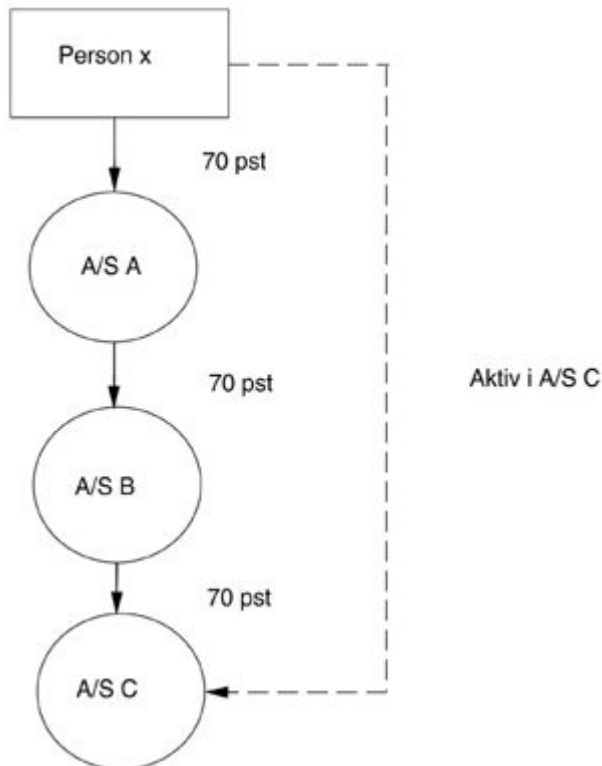 Person x
70 pst
A/S A
70 pst
Aktiv i A/S C
A/S B
70 pst
A/S C